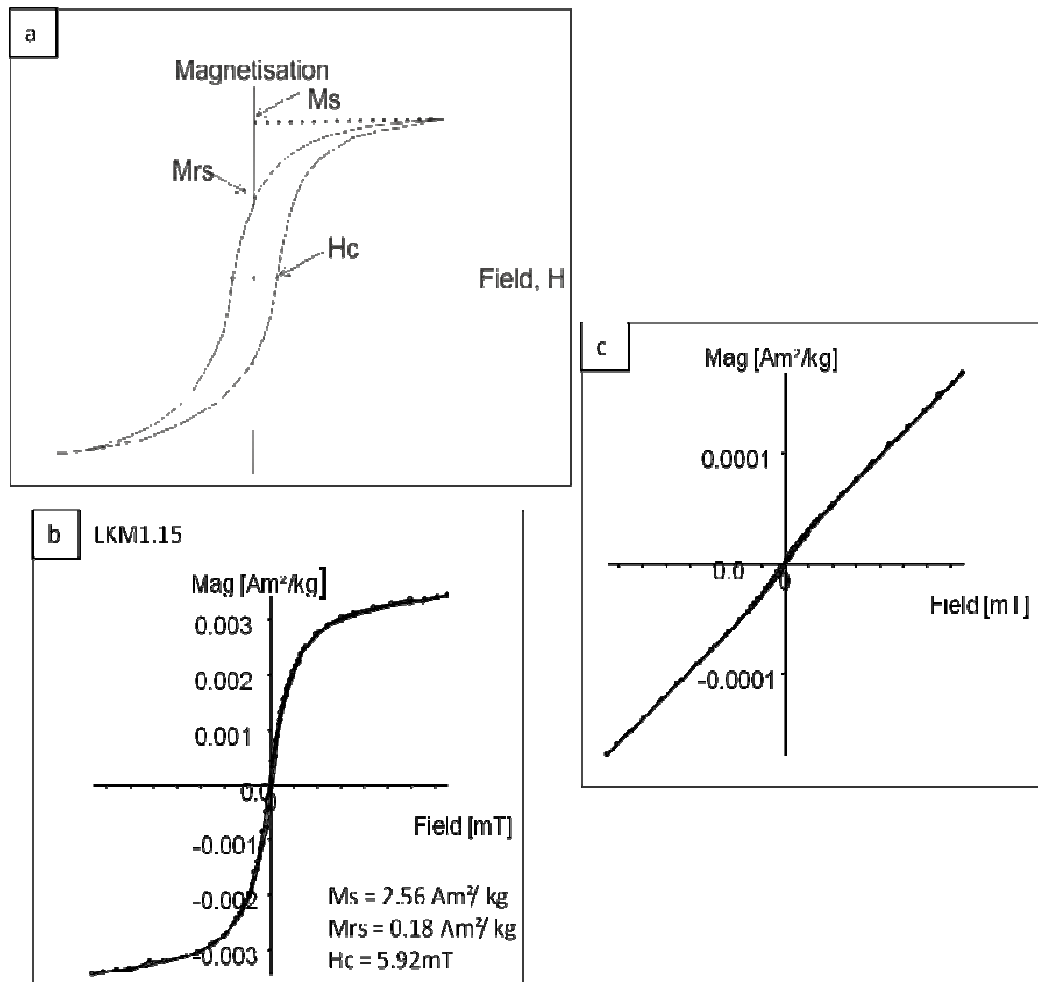 a
Magnetisation
Ms
Mrs
Hc
Field, H
c
Mag [Am²/kg]
0.0001
0.0
0
Field [mT]
-0.0001
b LKM1.15
Mag [Am²/kg]
0.003
0.002
0.001
0.0
0
Field [mT]
-0.001
-0.002
-0.003
Ms = 2.56 Am²/ kg
Mrs = 0.18 Am²/ kg
Hc = 5.92mT